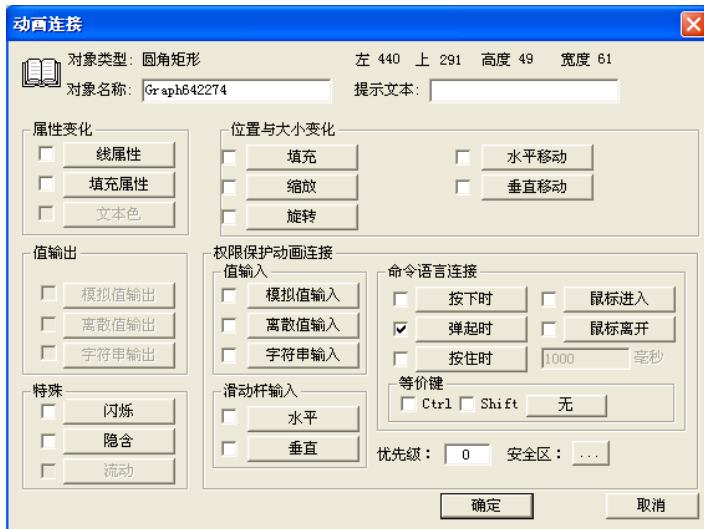 动画连接
对象类型: 圆角矩形 左 440 上 291 高度 49 宽度 61
对象名称: Graph642274 提示文本:
属性变化
线属性
填充属性
文本色
位置与大小变化
填充 水平移动
缩放 垂直移动
旋转
值输出
模拟值输出
离散值输出
字符串输出
权限保护动画连接
值输入
模拟值输入
离散值输入
字符串输入
命令语言连接
按下时 鼠标进入
弹起时 鼠标离开
按住时 1000 毫秒
等价键
Ctrl Shift 无
特殊
闪烁
隐含
流动
滑动杆输入
水平
垂直
优先级: 0 安全区: ...
确定 取消